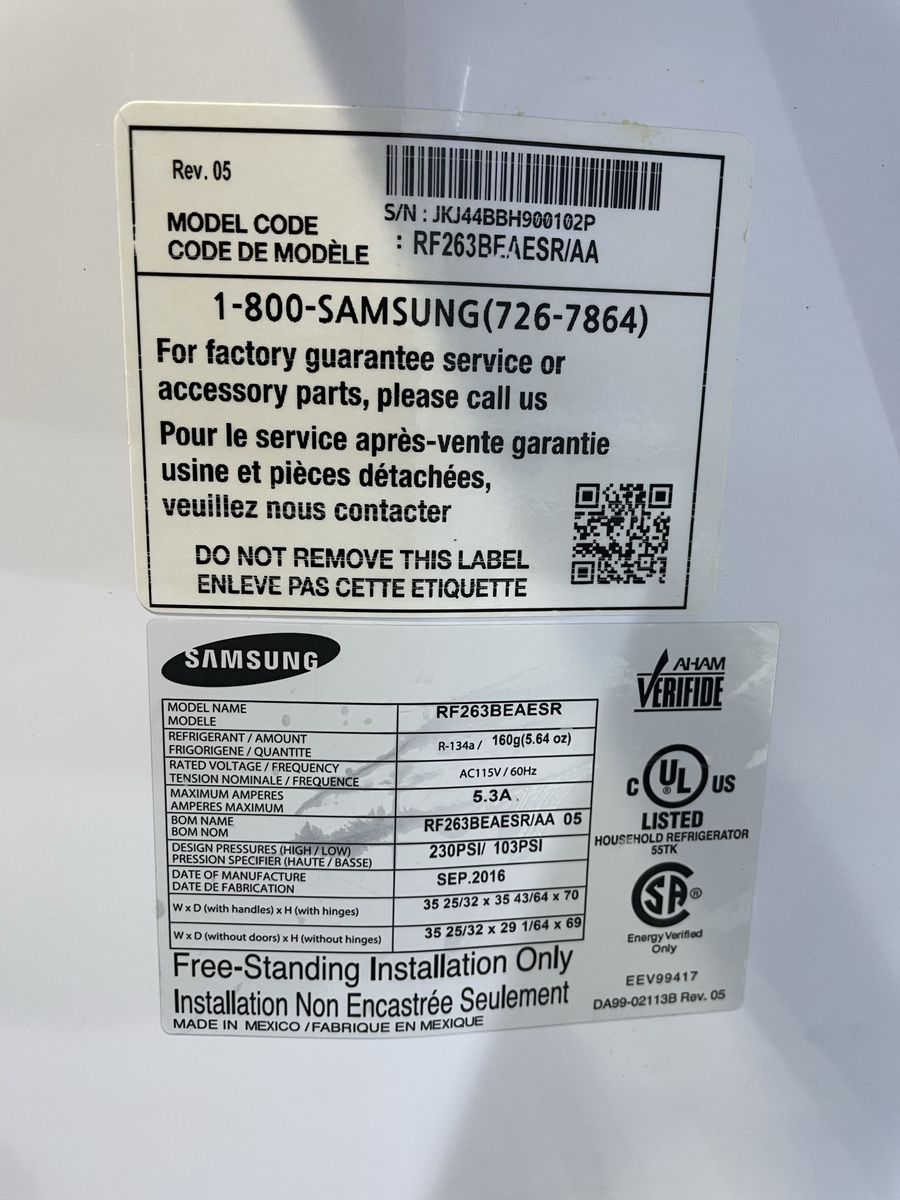 Rev. 05
S/N : JKJ44BBH900102P
MODEL CODE
CODE DE MODÈLE : RF263BEAESR/AA
1-800-SAMSUNG(726-7864)
For factory guarantee service or
accessory parts, please call us
Pour le service après-vente garantie
usine et pièces détachées,
veuillez nous contacter
DO NOT REMOVE THIS LABEL
ENLEVE PAS CETTE ETIQUETTE
SAMSUNG
AHAM
VERIFIDE
MODEL NAME
MODELE
RF263BEAESR
REFRIGERANT / AMOUNT
FRIGORIGENE / QUANTITE
R-134a / 160g(5.64 oz)
RATED VOLTAGE / FREQUENCY
TENSION NOMINALE / FREQUENCE
AC115V / 60Hz
MAXIMUM AMPERES
AMPERES MAXIMUM
5.3A
BOM NAME
BOM NOM
RF263BEAESR/AA 05
DESIGN PRESSURES (HIGH / LOW)
PRESSION SPECIFIER (HAUTE / BASSE)
230PSI/ 103PSI
DATE OF MANUFACTURE
DATE DE FABRICATION
SEP.2016
W x D (with handles) x H (with hinges)
35 25/32 x 35 43/64 x 70
W x D (without doors) x H (without hinges)
35 25/32 x 29 1/64 x 69
C UL ® US
LISTED
HOUSEHOLD REFRIGERATOR
55TK
SA ®
Energy Verified
Only
EEV99417
DA99-02113B Rev. 05
Free-Standing Installation Only
Installation Non Encastrée Seulement
MADE IN MEXICO / FABRIQUE EN MEXIQUE